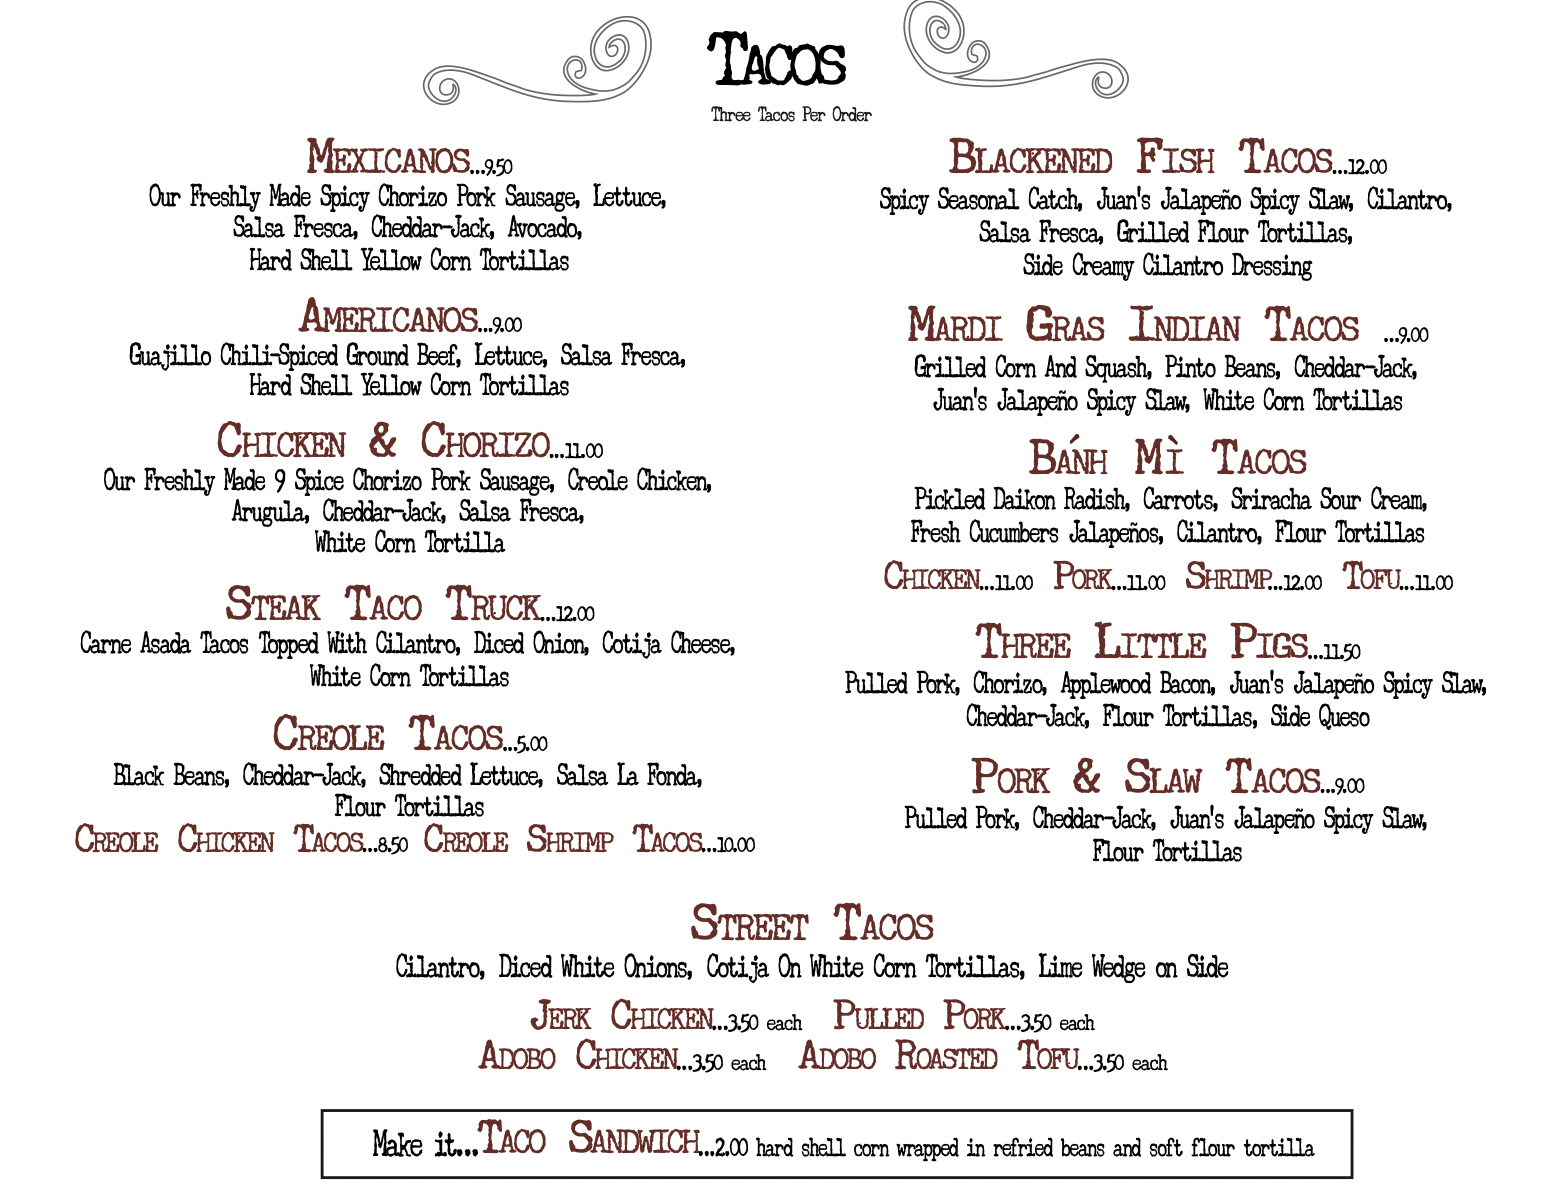 Tacos
Three Tacos Per Order
Mexicanos...9.50
Our Freshly Made Spicy Chorizo Pork Sausage, Lettuce,
Salsa Fresca, Cheddar-Jack, Avocado,
Hard Shell Yellow Corn Tortillas
Americanos...9.00
Guajillo Chili-Spiced Ground Beef, Lettuce, Salsa Fresca,
Hard Shell Yellow Corn Tortillas
Chicken & Chorizo...11.00
Our Freshly Made 9 Spice Chorizo Pork Sausage, Creole Chicken,
Arugula, Cheddar-Jack, Salsa Fresca,
White Corn Tortilla
Steak Taco Truck...12.00
Carne Asada Tacos Topped With Cilantro, Diced Onion, Cotija Cheese,
White Corn Tortillas
Creole Tacos...5.00
Black Beans, Cheddar-Jack, Shredded Lettuce, Salsa La Fonda,
Flour Tortillas
Creole Chicken Tacos...8.50 Creole Shrimp Tacos...10.00
Blackened Fish Tacos...12.00
Spicy Seasonal Catch, Juan's Jalapeño Spicy Slaw, Cilantro,
Salsa Fresca, Grilled Flour Tortillas,
Side Creamy Cilantro Dressing
Mardi Gras Indian Tacos ...9.00
Grilled Corn And Squash, Pinto Beans, Cheddar-Jack,
Juan's Jalapeño Spicy Slaw, White Corn Tortillas
Bánh Mì Tacos
Pickled Daikon Radish, Carrots, Sriracha Sour Cream,
Fresh Cucumbers Jalapeños, Cilantro, Flour Tortillas
Chicken...11.00 Pork...11.00 Shrimp...12.00 Tofu...11.00
Three Little Pigs...11.50
Pulled Pork, Chorizo, Applewood Bacon, Juan's Jalapeño Spicy Slaw,
Cheddar-Jack, Flour Tortillas, Side Queso
Pork & Slaw Tacos...9.00
Pulled Pork, Cheddar-Jack, Juan's Jalapeño Spicy Slaw,
Flour Tortillas
Street Tacos
Cilantro, Diced White Onions, Cotija On White Corn Tortillas, Lime Wedge on Side
Jerk Chicken...3.50 each Pulled Pork...3.50 each
Adobo Chicken...3.50 each Adobo Roasted Tofu...3.50 each
Make it...Taco Sandwich...2.00 hard shell corn wrapped in refried beans and soft flour tortilla